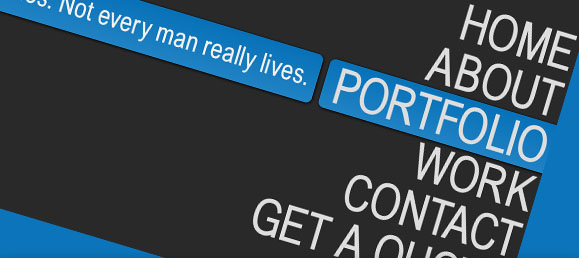 Not every man really lives.
HOME
ABOUT
PORTFOLIO
WORK
CONTACT
GET A